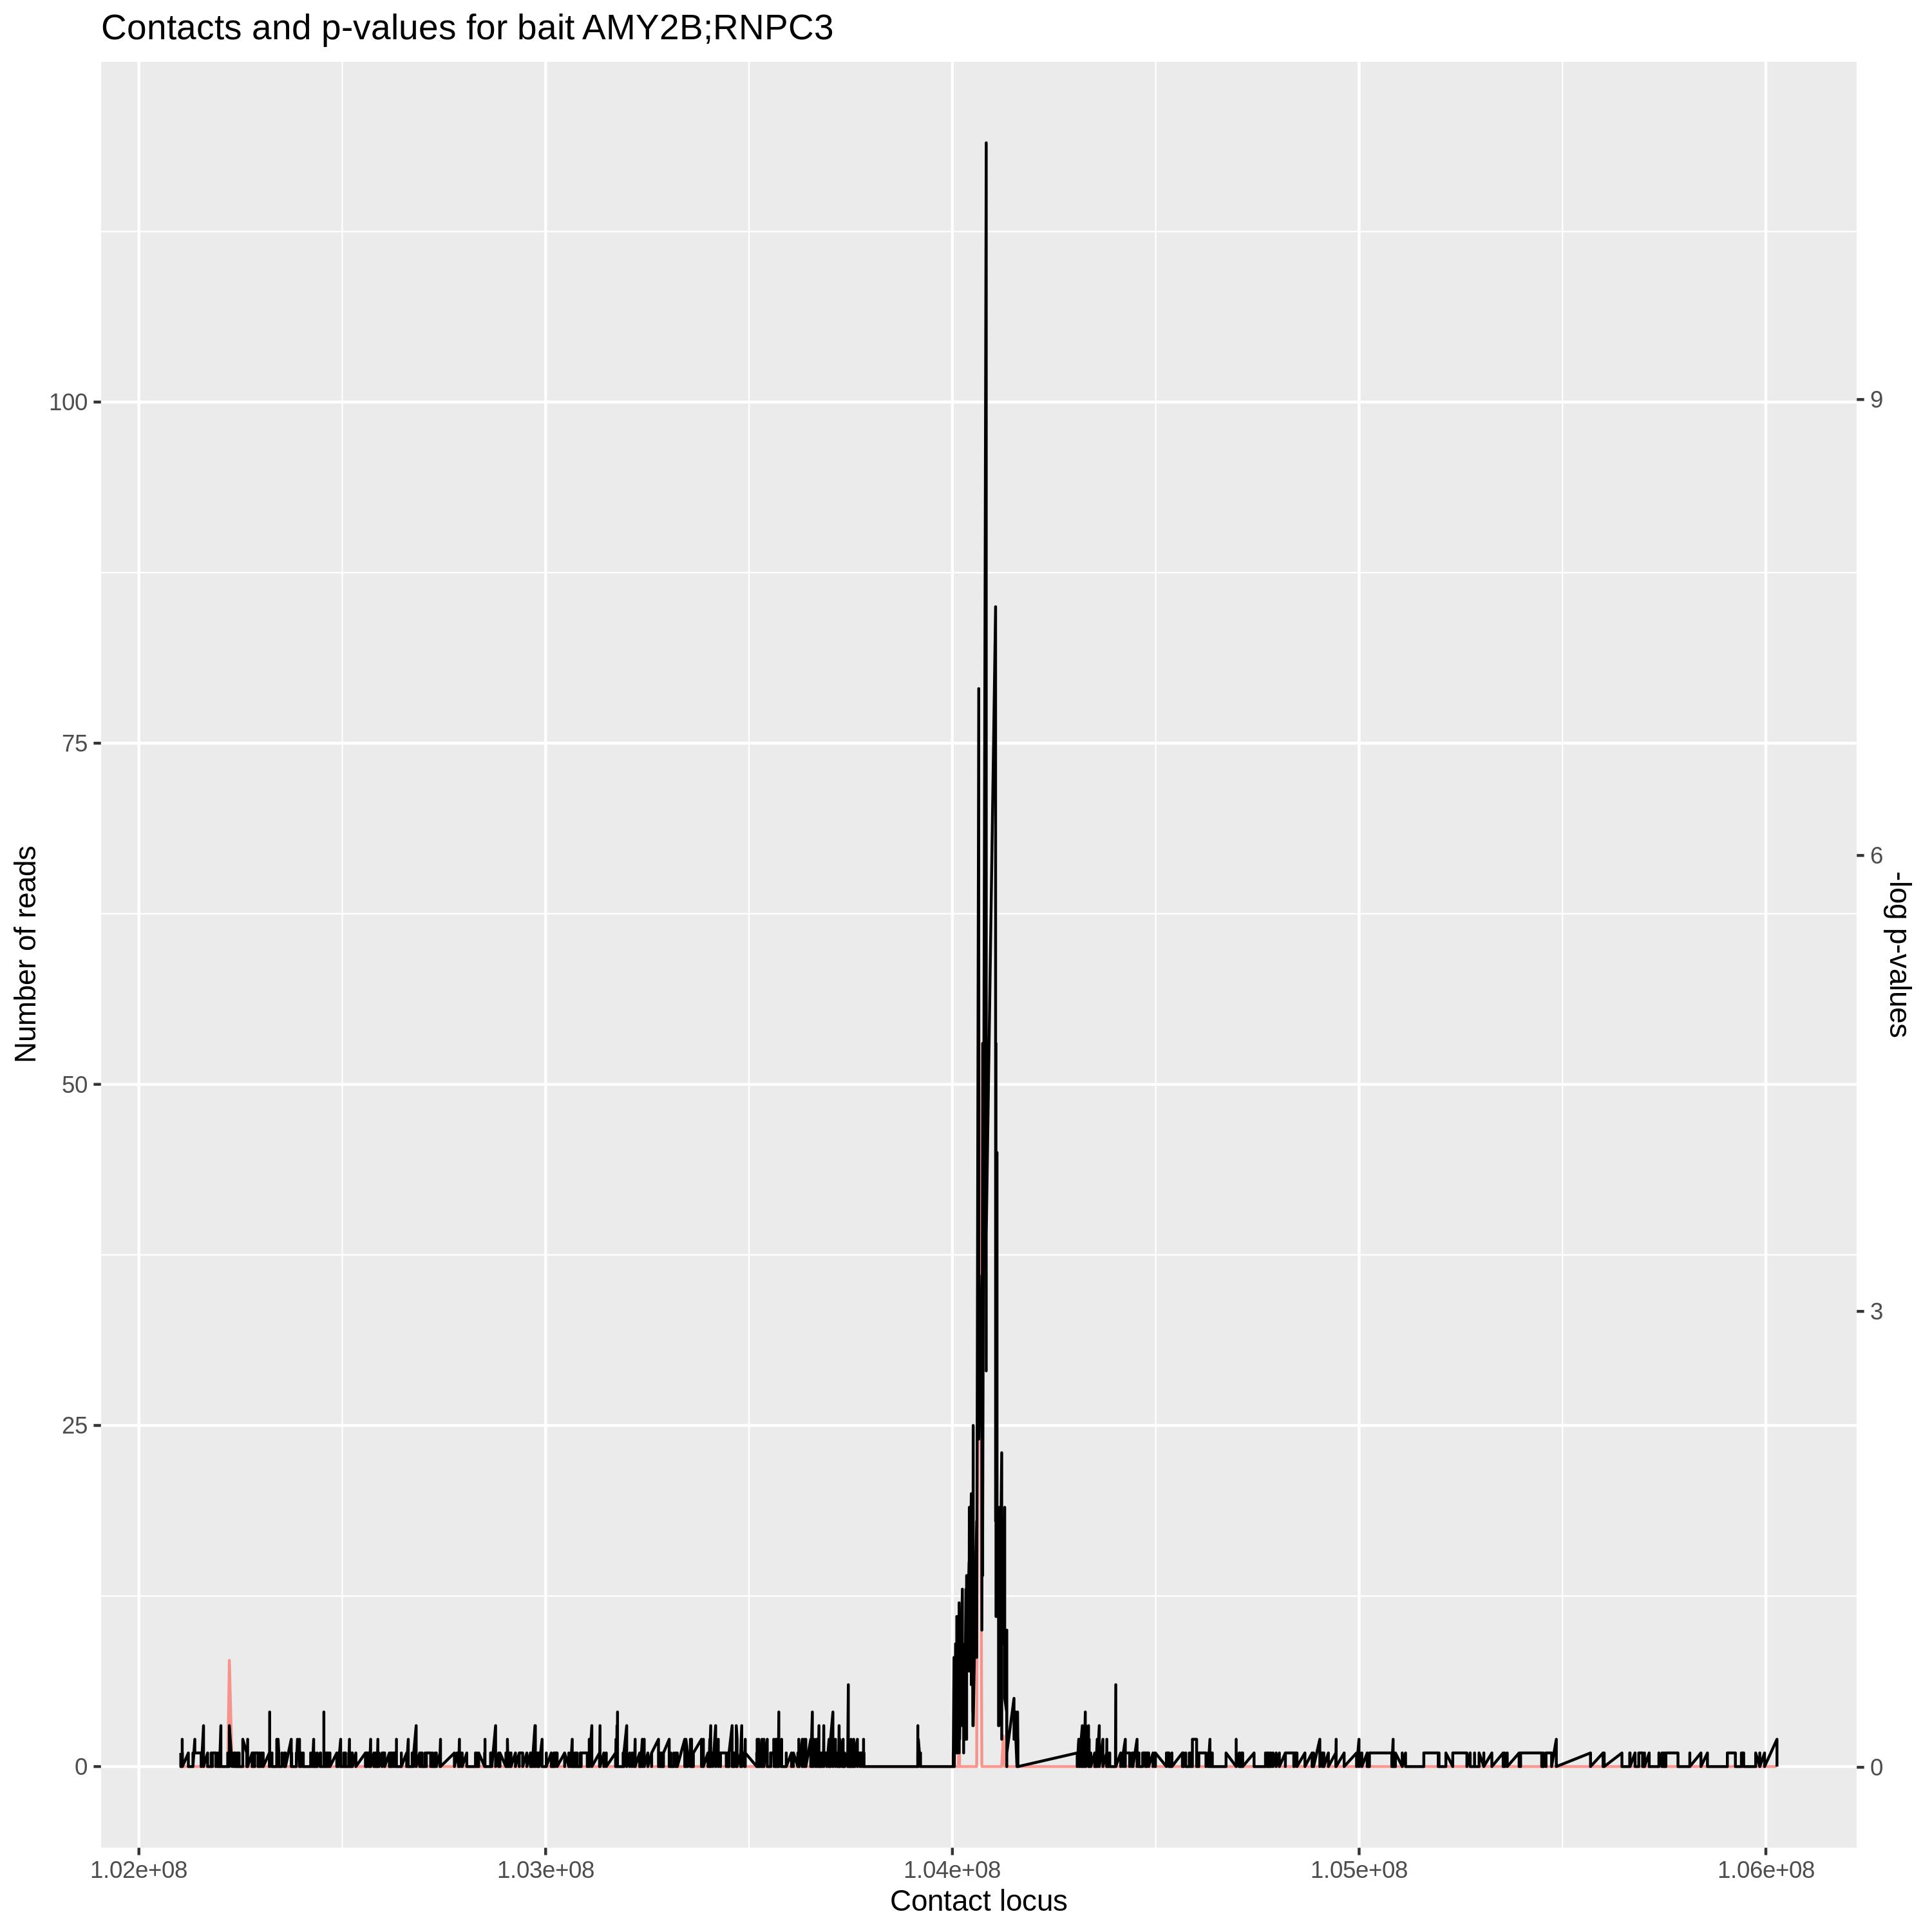 Contacts and p-values for bait AMY2B;RNPC3
100
75
50
25
0
Number of reads
9
6
3
0
-log p-values
1.02e+08 1.03e+08 1.04e+08 1.05e+08 1.06e+08
Contact locus